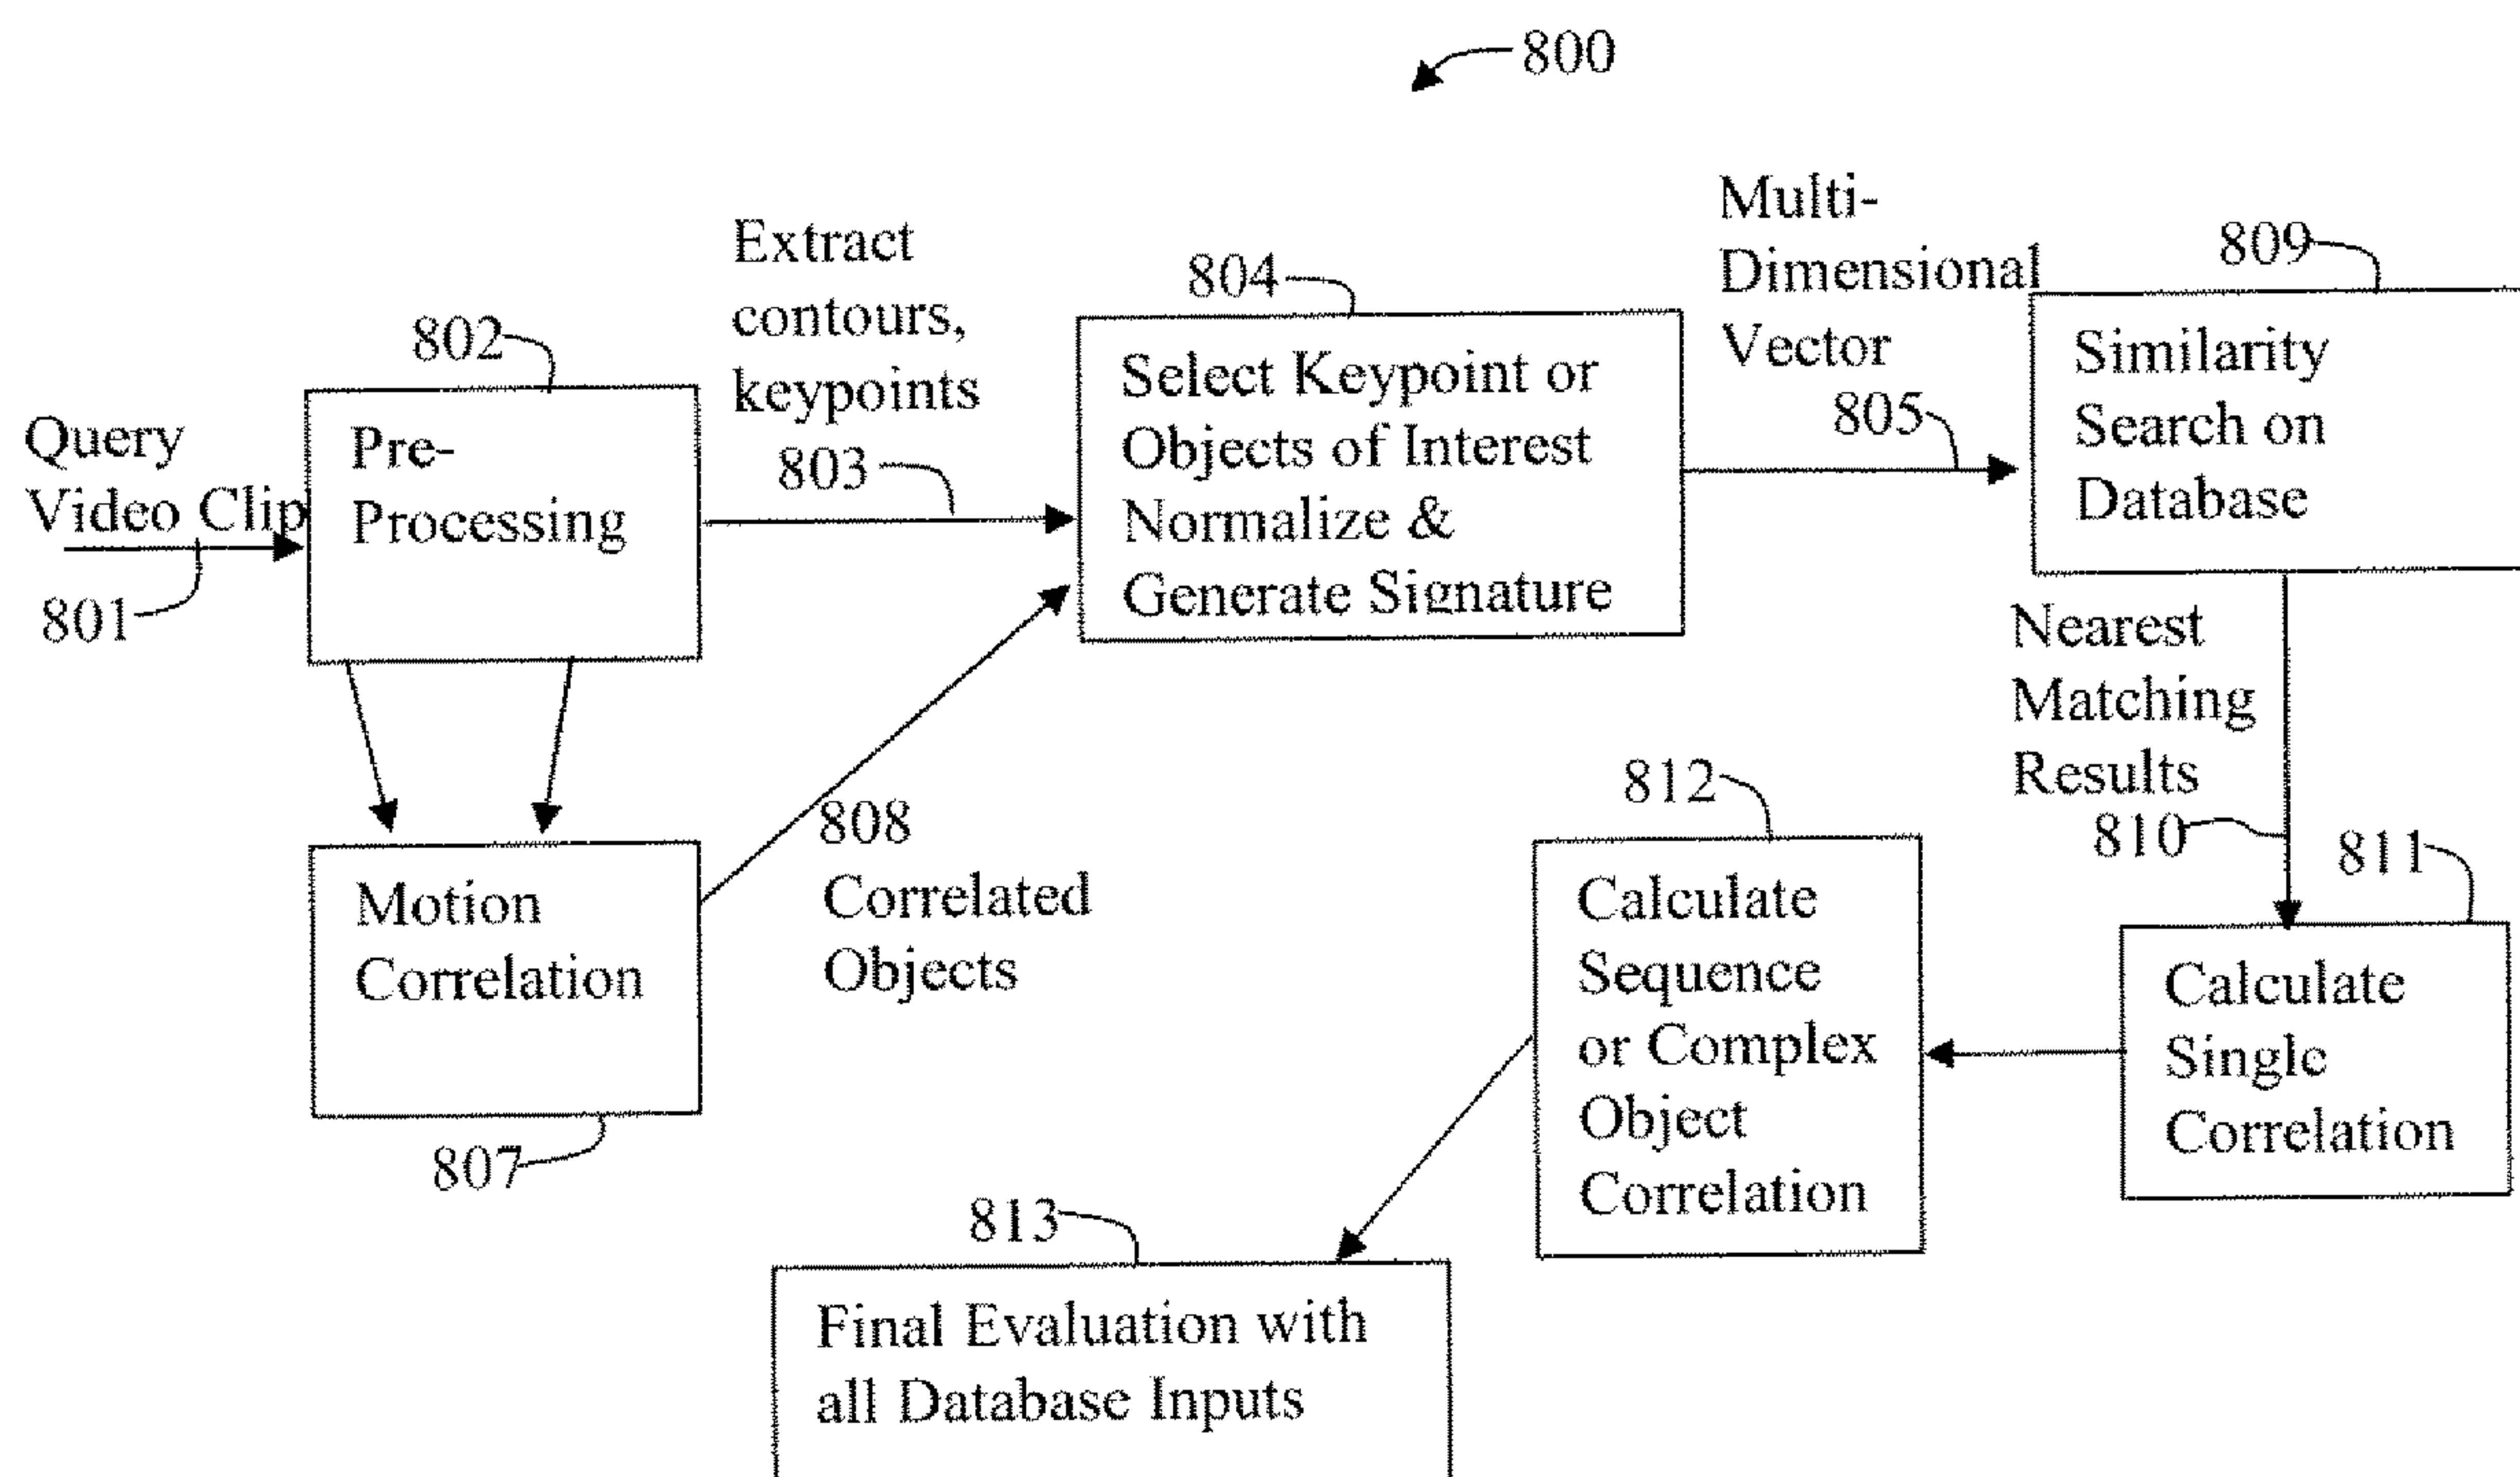 800
Query
Video Clip
801
802
Pre-
Processing
Extract
contours,
keypoints
803
804
Select Keypoint or
Objects of Interest
Normalize &
Generate Signature
Multi-
Dimensional
Vector
805
809
Similarity
Search on
Database
Nearest
Matching
Results
810
Motion
Correlation
807
808
Correlated
Objects
811
Calculate
Single
Correlation
812
Calculate
Sequence
or Complex
Object
Correlation
813
Final Evaluation with
all Database Inputs